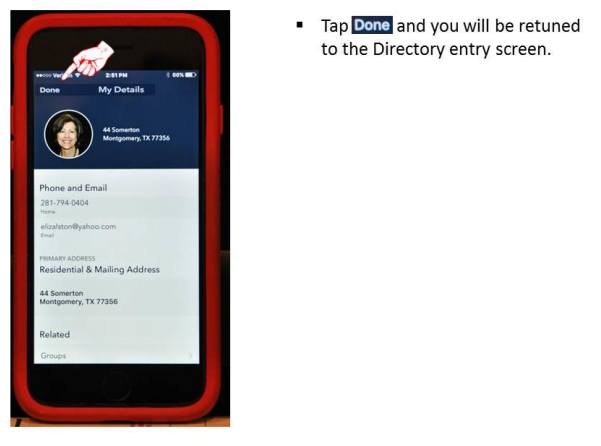 ▪ Tap Done and you will be retuned
to the Directory entry screen.
Verizon 2:51 PM 66%
Done My Details
44 Somerton
Montgomery, TX 77356
Phone and Email
281-794-0404
Home
elizalston@yahoo.com
Email
PRIMARY ADDRESS
Residential & Mailing Address
44 Somerton
Montgomery, TX 77356
Related
Groups